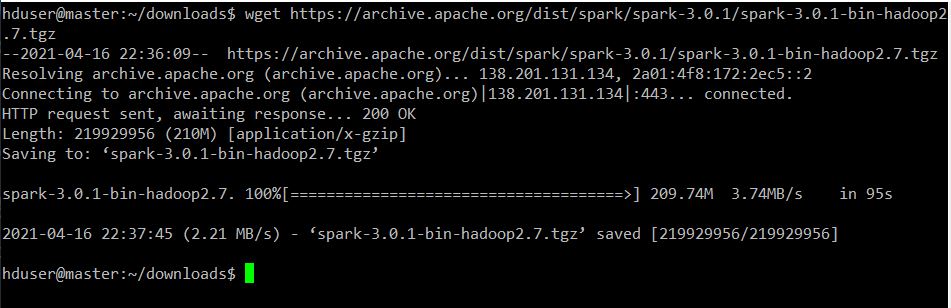 hduser@master:~/downloads$ wget https://archive.apache.org/dist/spark/spark-3.0.1/spark-3.0.1-bin-hadoop2
.7.tgz
--2021-04-16 22:36:09--  https://archive.apache.org/dist/spark/spark-3.0.1/spark-3.0.1-bin-hadoop2.7.tgz
Resolving archive.apache.org (archive.apache.org)... 138.201.131.134, 2a01:4f8:172:2ec5::2
Connecting to archive.apache.org (archive.apache.org)|138.201.131.134|:443... connected.
HTTP request sent, awaiting response... 200 OK
Length: 219929956 (210M) [application/x-gzip]
Saving to: ‘spark-3.0.1-bin-hadoop2.7.tgz’
spark-3.0.1-bin-hadoop2.7. 100%[=====================================>] 209.74M  3.74MB/s    in 95s
2021-04-16 22:37:45 (2.21 MB/s) - ‘spark-3.0.1-bin-hadoop2.7.tgz’ saved [219929956/219929956]
hduser@master:~/downloads$